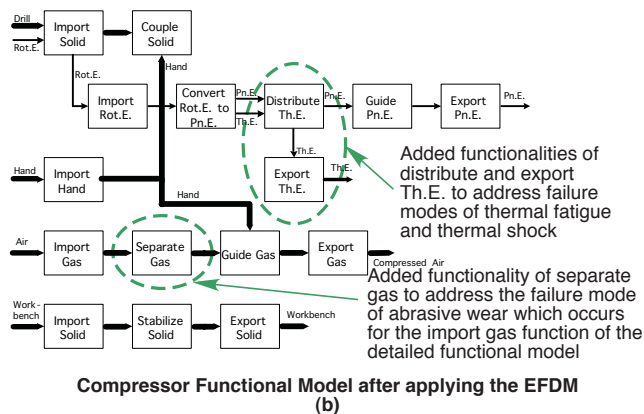 Drill
Rot.E.
Import
Solid
Couple
Solid
Rot.E.
Hand
Import
Rot.E.
Convert
Rot.E. to
Pn.E.
Pn.E.
Th.E.
Distribute
Th.E.
Pn.E.
Guide
Pn.E.
Export
Pn.E.
Pn.E.
Th.E.
Export
Th.E.
Th.E.
Added functionalities of
distribute and export
Th.E. to address failure
modes of thermal fatigue
and thermal shock
Hand
Import
Hand
Hand
Air
Import
Gas
Separate
Gas
Guide Gas
Export
Gas
Compressed Air
Added functionality of separate
gas to address the failure mode
of abrasive wear which occurs
for the import gas function of the
detailed functional model
Work-
bench
Import
Solid
Stabilize
Solid
Export
Solid
Workbench
Compressor Functional Model after applying the EFDM
(b)